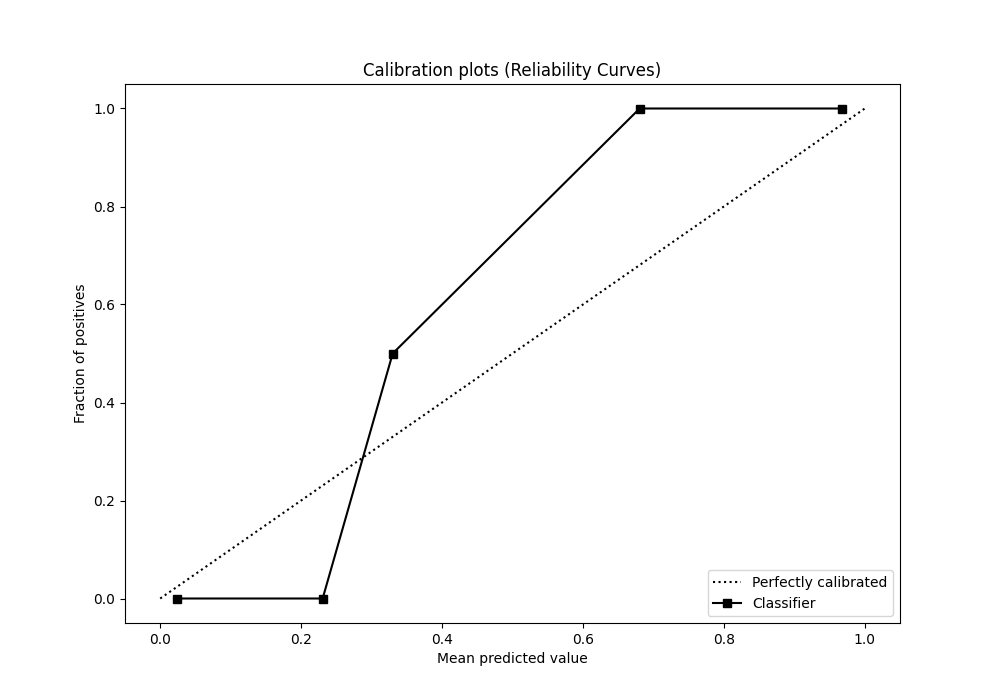 Calibration plots (Reliability Curves)
1.0
0.8
0.6
0.4
0.2
0.0
Fraction of positives
0.0 0.2 0.4 0.6 0.8 1.0
Mean predicted value
Perfectly calibrated
Classifier